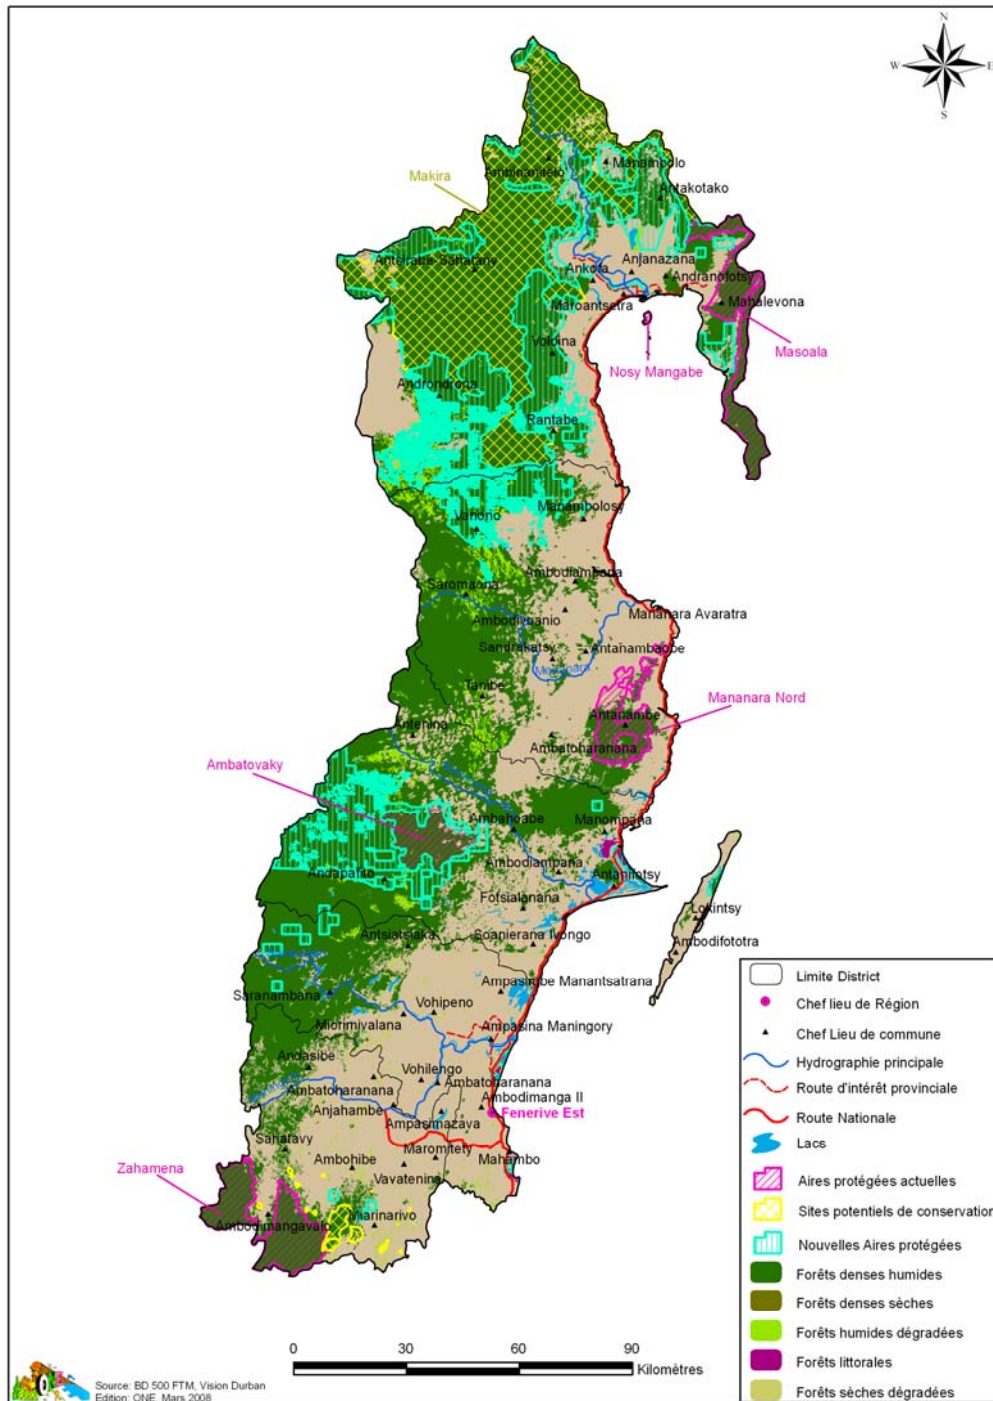 N
W
E
S
Manambolo
Ambinanitelo
Makira
Antakotako
Antsirabe-Sahatany
Ankofa
Anjanazana
Andranofotsy
Maroantsetra
Mahalevona
Masoala
Voloina
Nosy Mangabe
Androndrona
Rantabe
Manambolosy
Vanono
Ambodiampana
Saromaona
Ambodivoanio
Mananara Avaratra
Sandrakatsy
Antanambaobe
Mananara
Tanibe
Mananara Nord
Antanambe
Antenina
Ambatoharanana
Ambatovaky
Ambahoabe
Manompana
Ambodiampana
Andapafito
Antanifotsy
Fotsialanana
Lokintsy
Antsiatsiaka
Soanierana Ivongo
Ambodifototra
Ampasimbe Manantsatrana
Saranambana
Vohipeno
Miorimivalana
Ampasina Maningory
Andasibe
Vohilengo
Ambatoharanana
Ambatoharanana
Ambodimanga II
Anjahambe
Fenerive Est
Ampasimazava
Sahatavy
Maromitety
Ambohibe
Mahambo
Zahamena
Vavatenina
Ambodimangavalo
Miarinarivo
Limite District
Chef lieu de Région
Chef Lieu de commune
Hydrographie principale
Route d'intérêt provinciale
Route Nationale
Lacs
Aires protégées actuelles
Sites potentiels de conservation
Nouvelles Aires protégées
Forêts denses humides
Forêts denses sèches
Forêts humides dégradées
Forêts littorales
Forêts sèches dégradées
0 30 60 90
Kilomètres
Source: BD 500 FTM, Vision Durban
Edition: ONE, Mars 2008